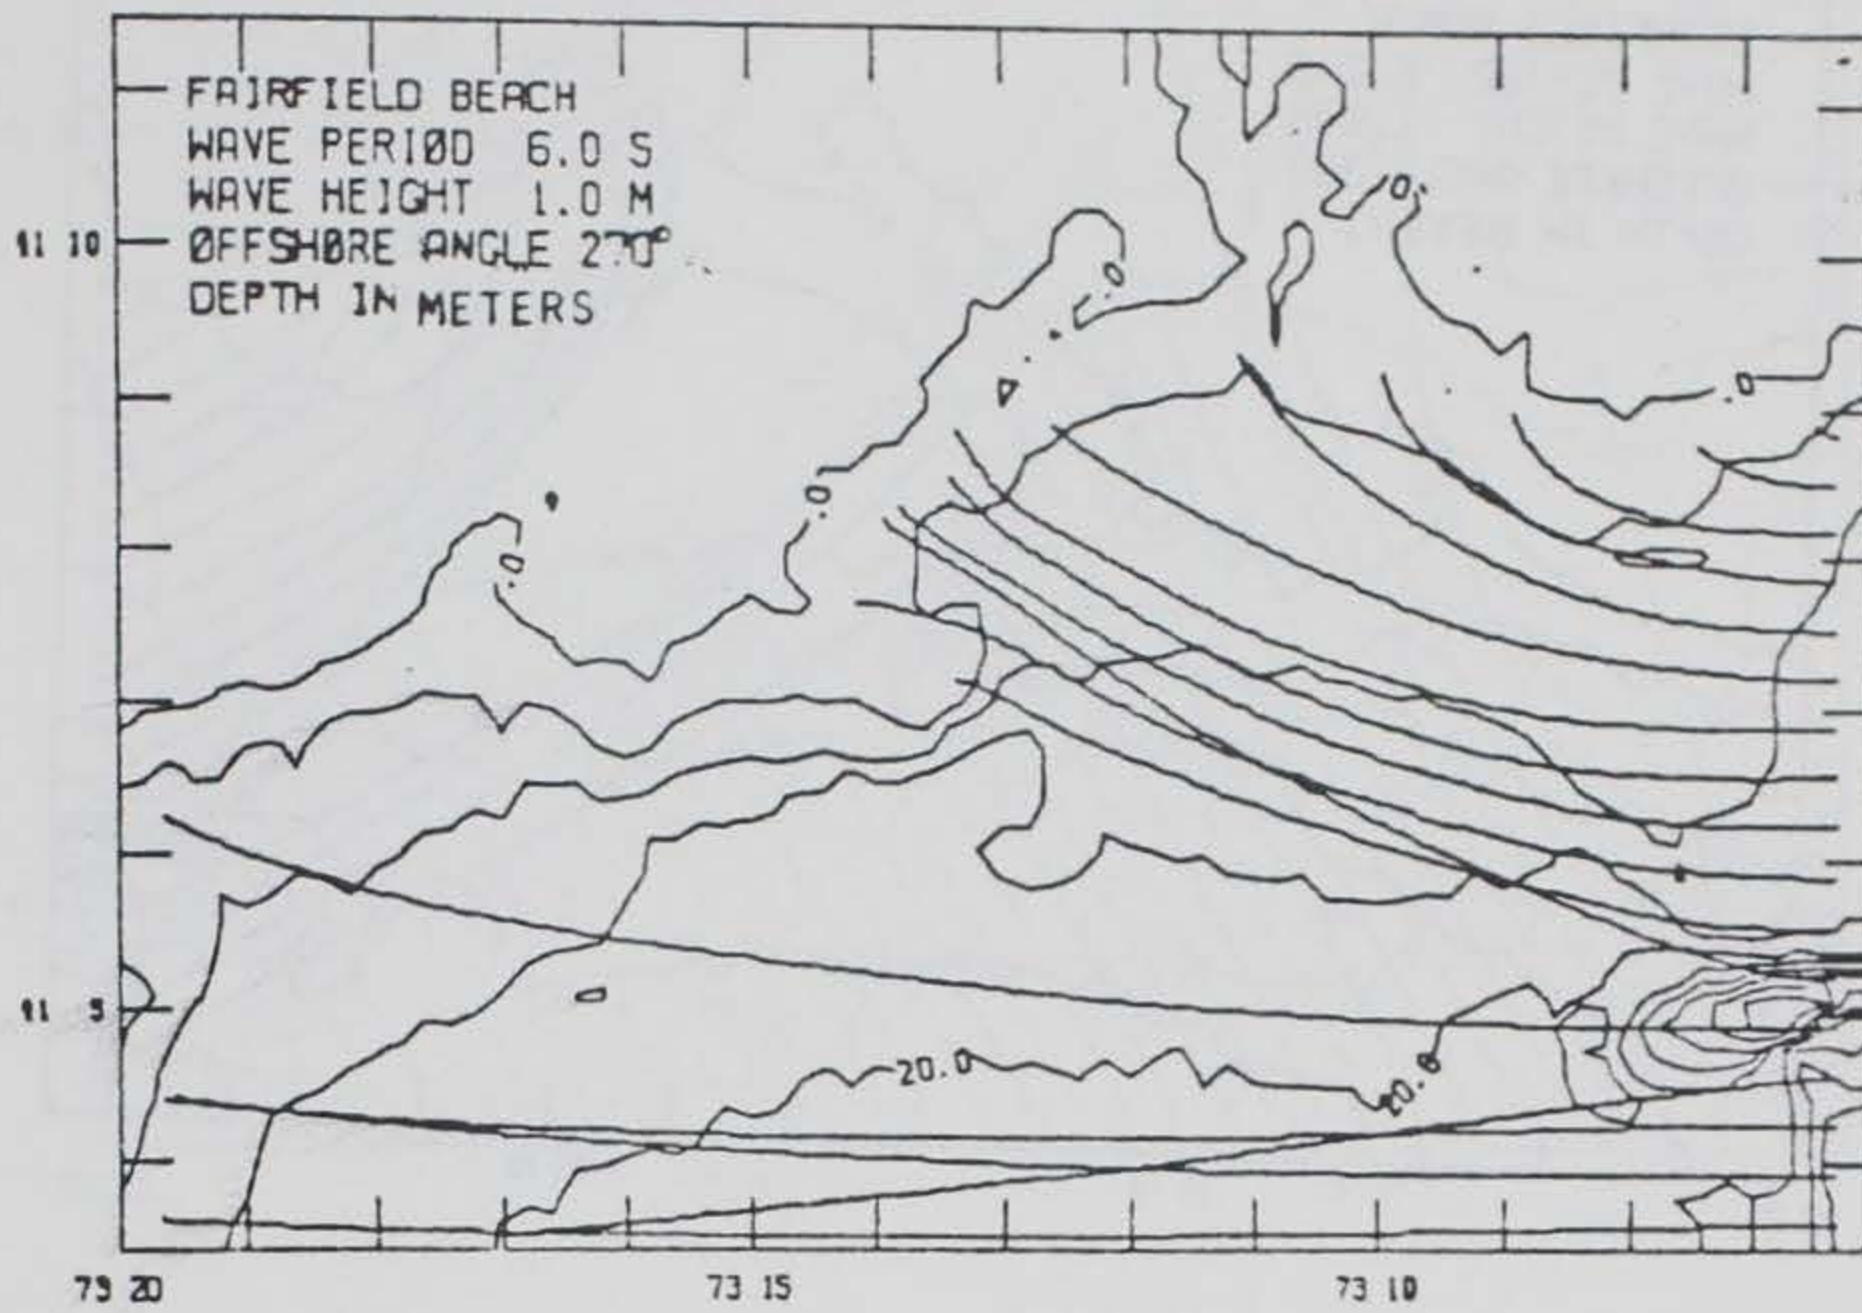 FAIRFIELD BEACH
WAVE PERIØD 6.0 S
WAVE HEIGHT 1.0 M
ØFFSHØRE ANGLE 270°
DEPTH IN METERS
.0
41 10
.0
.0
.0
.0
41 5
20.0
20.0
73 20
73 15
73 10